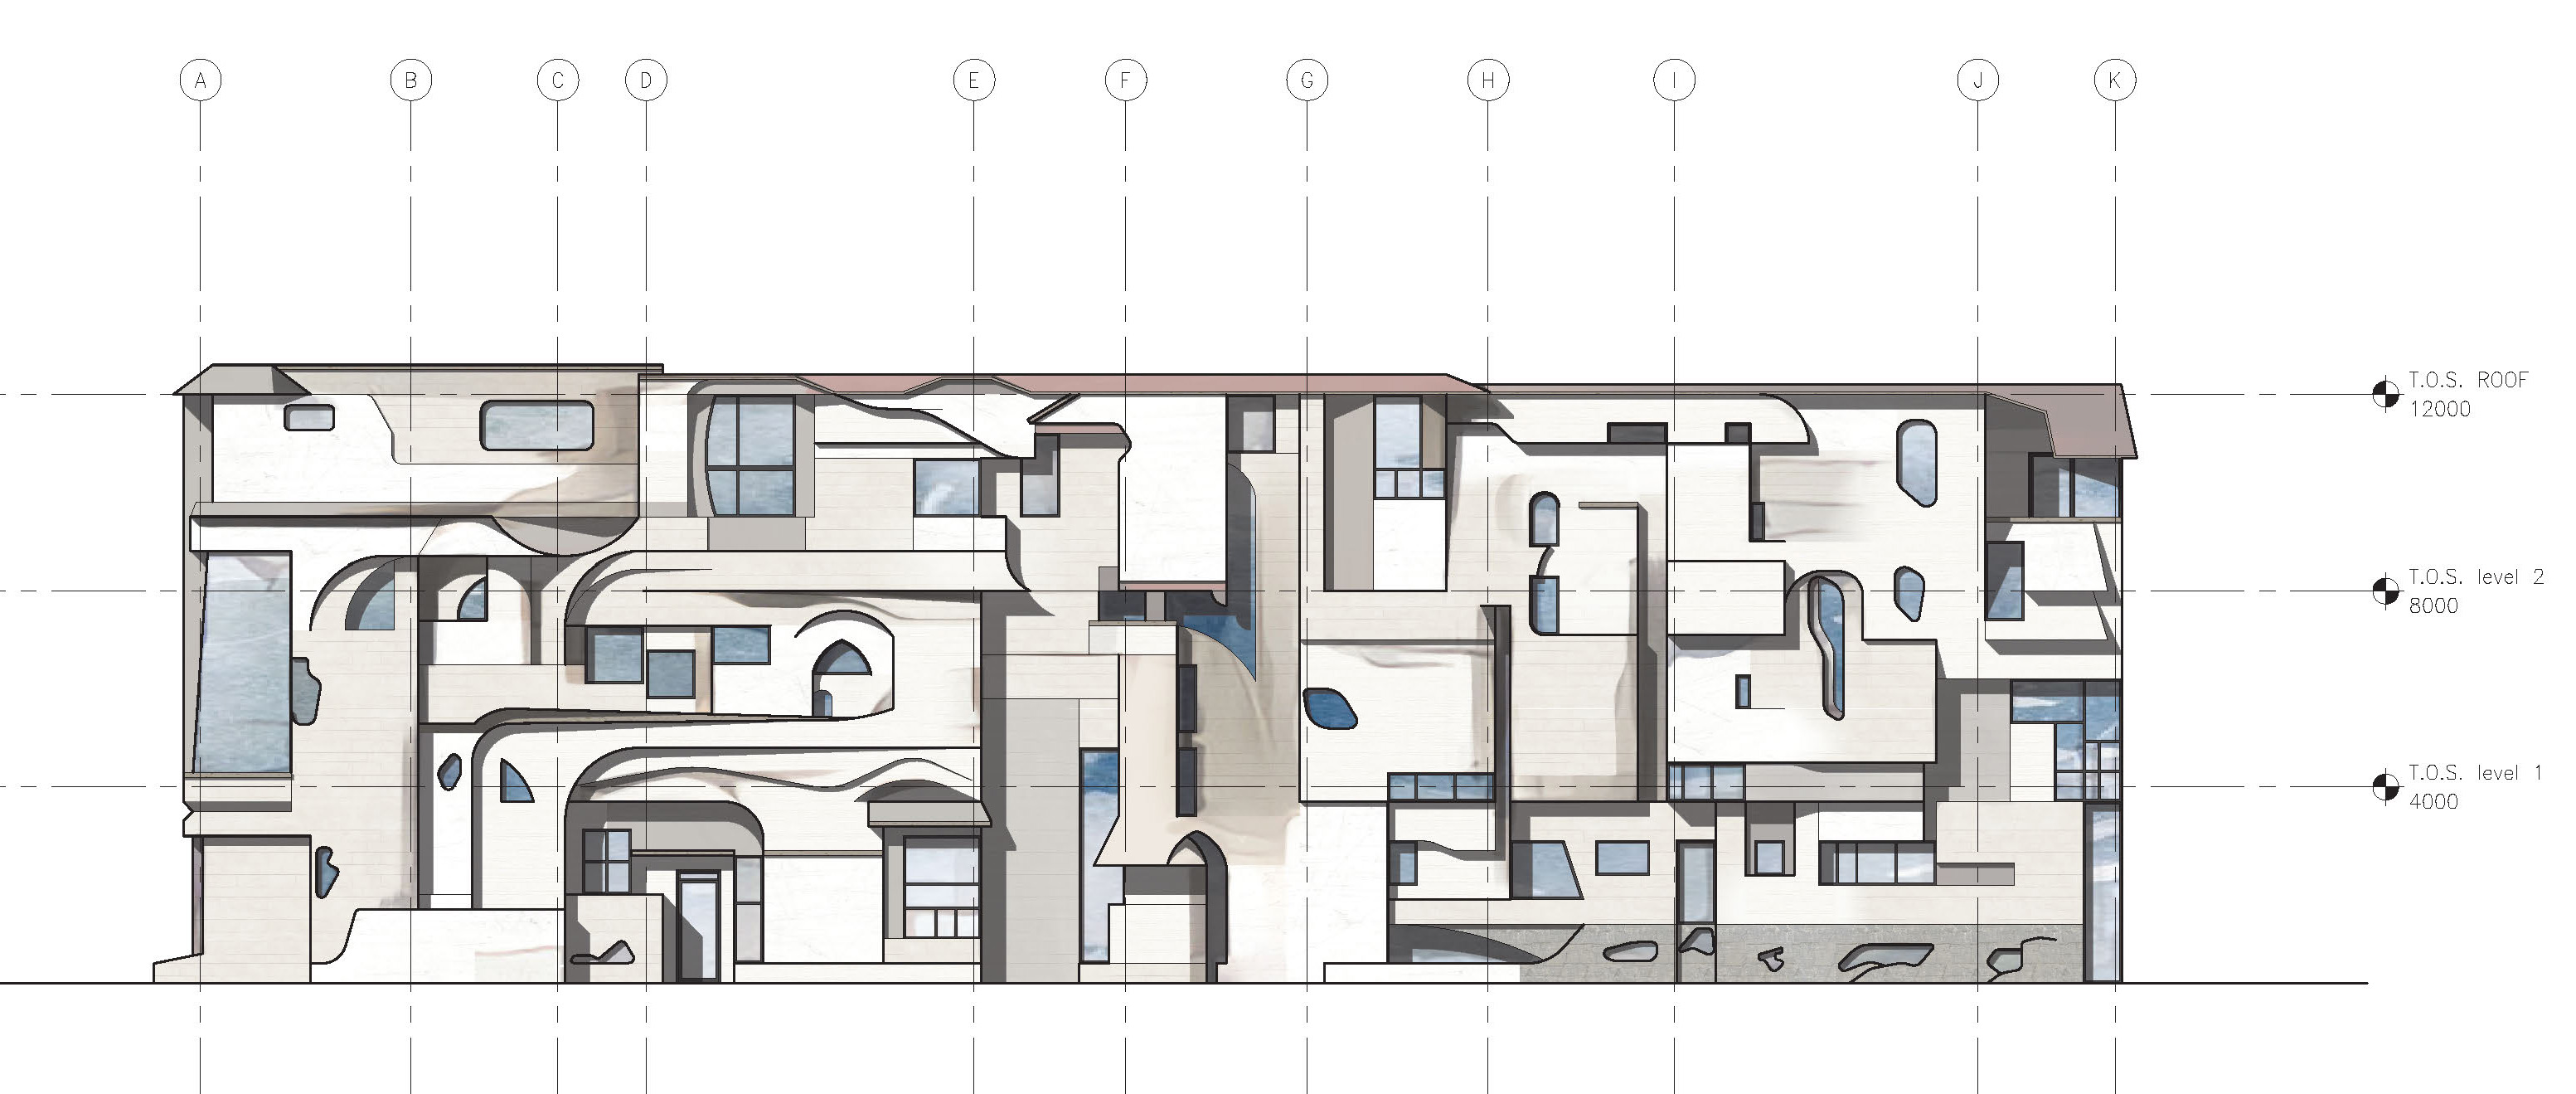 A B C D E F G H I J K
T.O.S. ROOF
12000
T.O.S. level 2
8000
T.O.S. level 1
4000